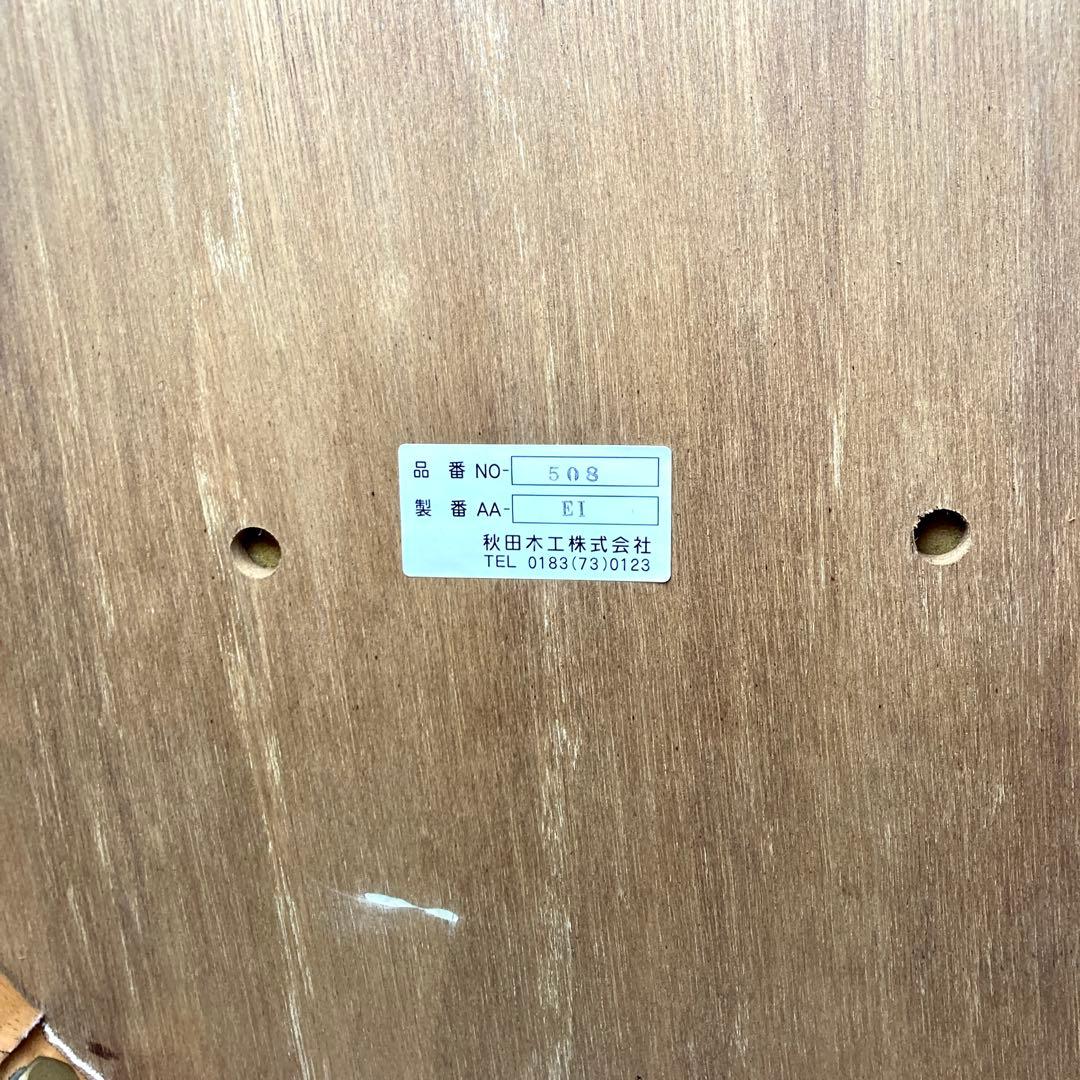 品 番 NO- 508
製 番 AA- EI
秋田木工株式会社
TEL 0183(73)0123